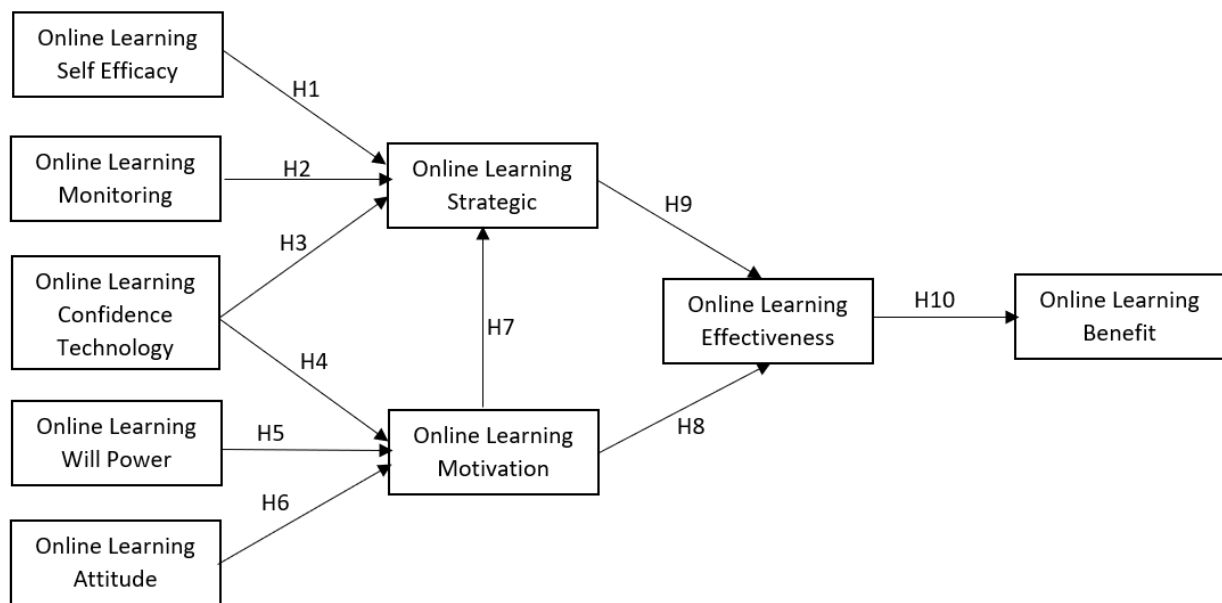 Online Learning
Self Efficacy
H1
Online Learning
Monitoring
H2
Online Learning
Strategic
H9
H3
Online Learning
Confidence
Technology
H7
Online Learning
Effectiveness
H10
Online Learning
Benefit
H4
Online Learning
Will Power
H5
Online Learning
Motivation
H8
H6
Online Learning
Attitude